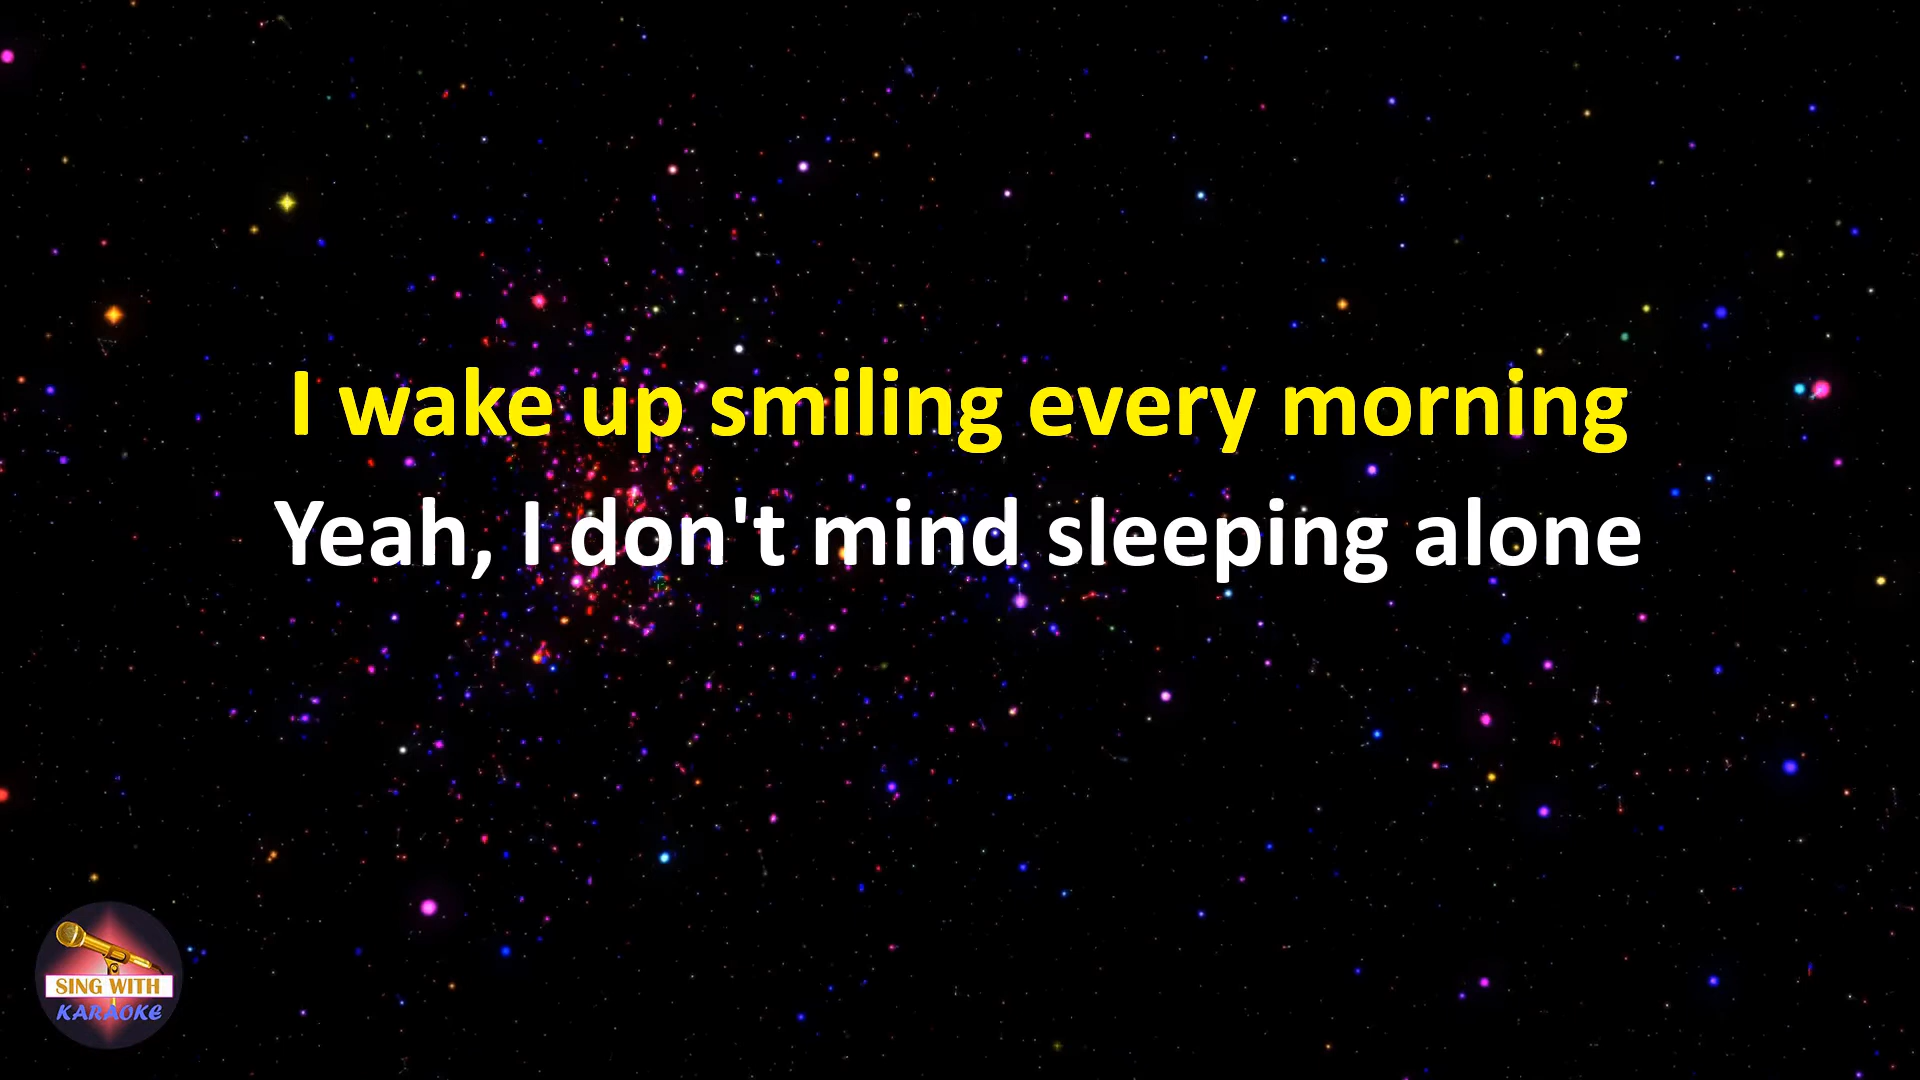 I wake up smiling every morning
Yeah, I don't mind sleeping alone
SING WITH
KARAOKE